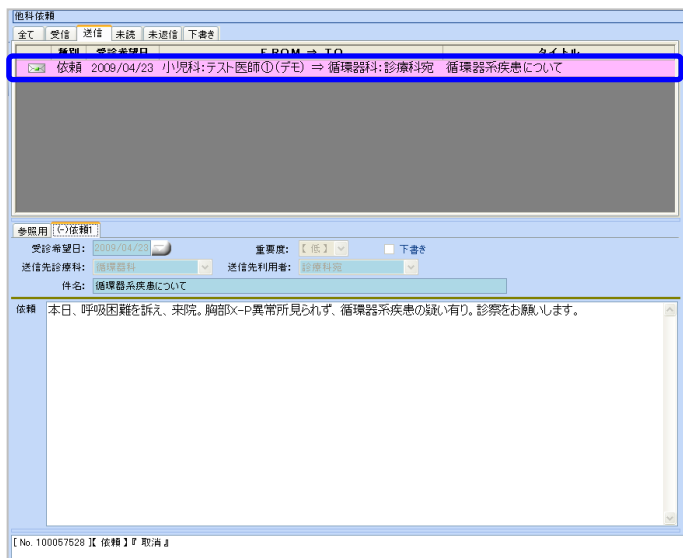 他科依頼
全て 受信 送信 未読 未返信 下書き
種別 受診希望日 FROM ⇒ TO タイトル
依頼 2009/04/23 小児科:テスト医師①(デモ) ⇒ 循環器科:診療科宛 循環器系疾患について
参照用 (-)依頼1
受診希望日: 2009/04/23 重要度: 【低】 下書き
送信先診療科: 循環器科 送信先利用者: 診療科宛
件名: 循環器系疾患について
依頼 本日、呼吸困難を訴え、来院。胸部X-P異常所見られず、循環器系疾患の疑い有り。診察をお願いします。
[ No. 100057528 ]【 依頼 】『 取消 』